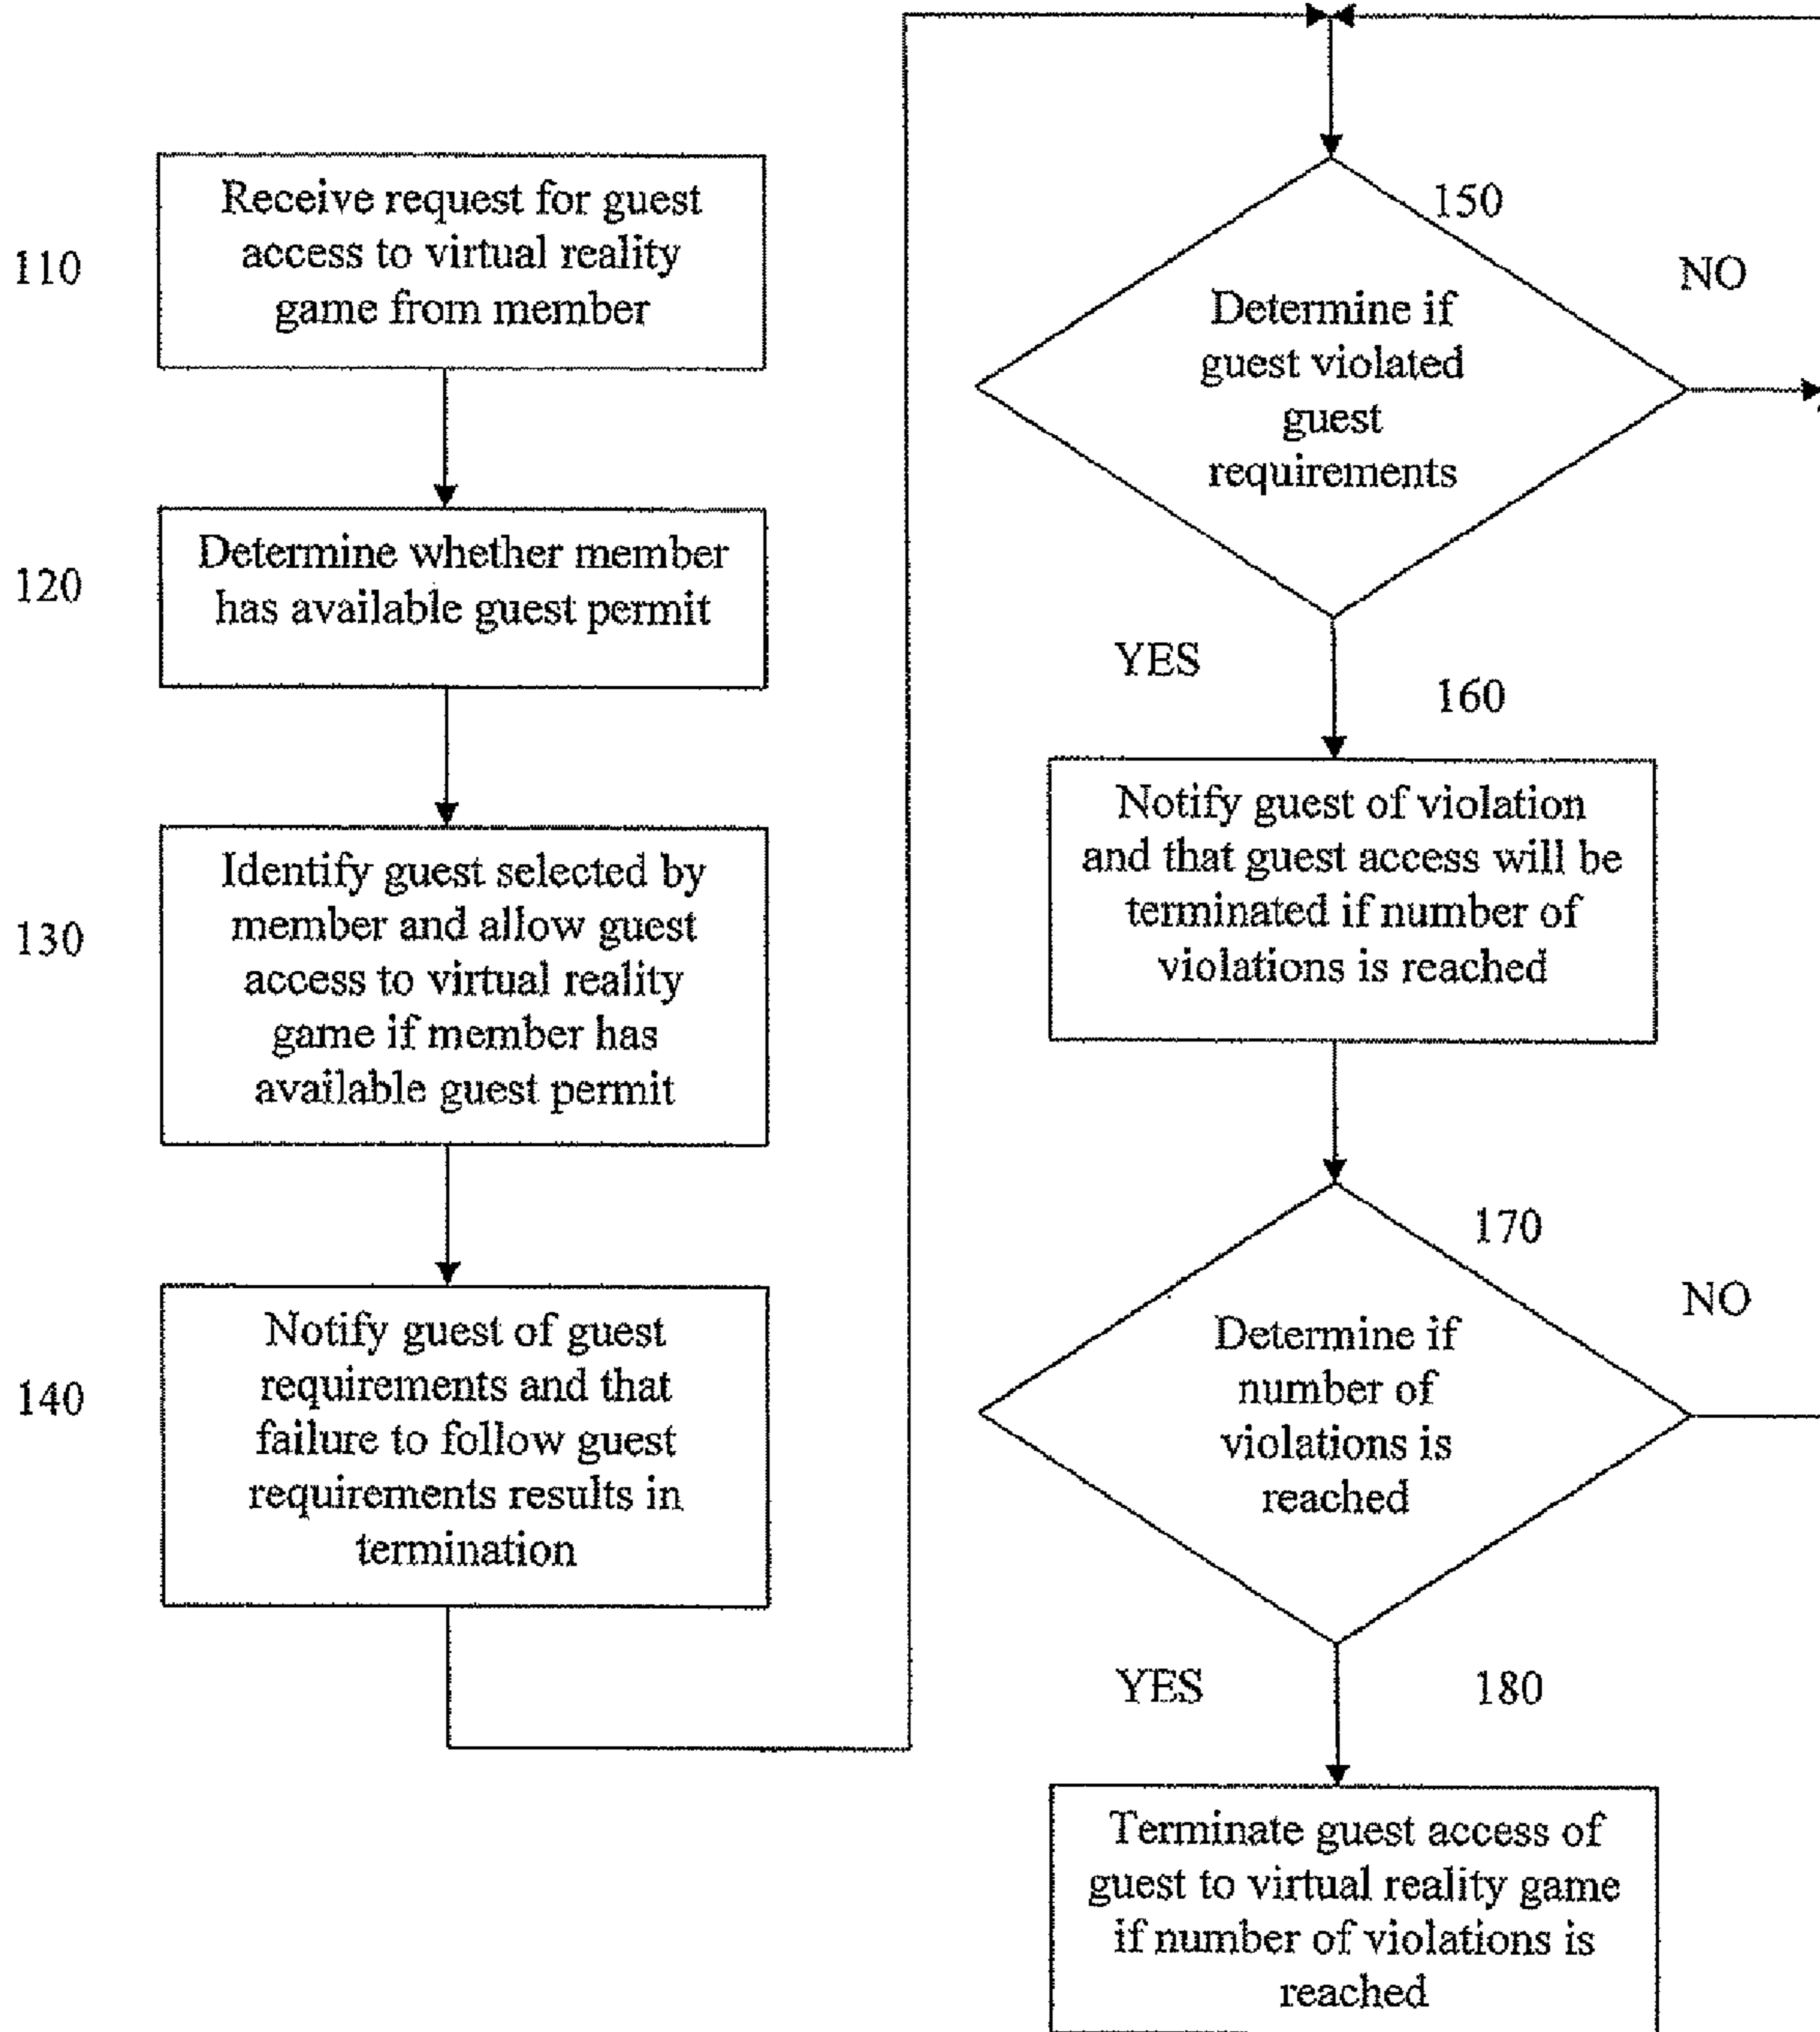 110
Receive request for guest
access to virtual reality
game from member
120
Determine whether member
has available guest permit
130
Identify guest selected by
member and allow guest
access to virtual reality
game if member has
available guest permit
140
Notify guest of guest
requirements and that
failure to follow guest
requirements results in
termination
150
Determine if
guest violated
guest
requirements
NO
YES
160
Notify guest of violation
and that guest access will be
terminated if number of
violations is reached
170
Determine if
number of
violations is
reached
NO
YES
180
Terminate guest access of
guest to virtual reality game
if number of violations is
reached